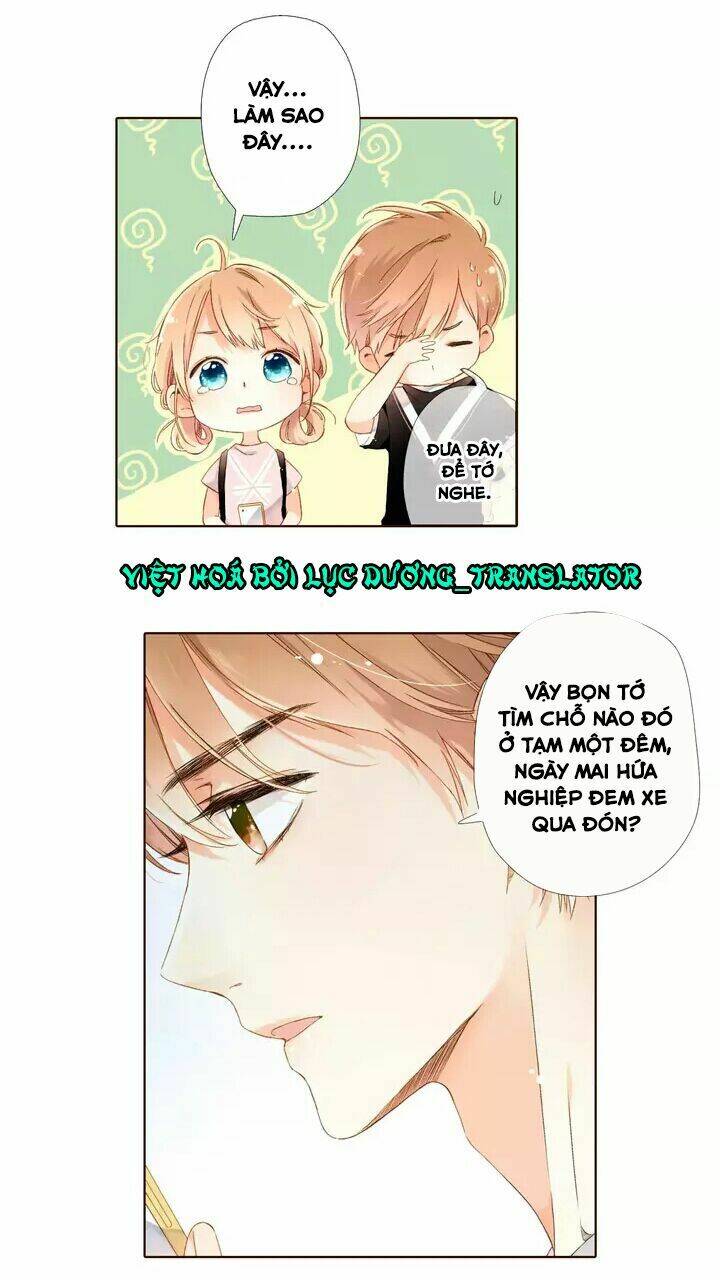 VẬY...
LÀM SAO
ĐÂY....
ĐƯA ĐÂY,
ĐỂ TỚ
NGHE.
VIỆT HOÁ BỞI LỤC DƯƠNG_TRANSLATOR
VẬY BỌN TỚ
TÌM CHỖ NÀO ĐÓ
Ở TẠM MỘT ĐÊM,
NGÀY MAI HỨA
NGHIỆP ĐEM XE
QUA ĐÓN?